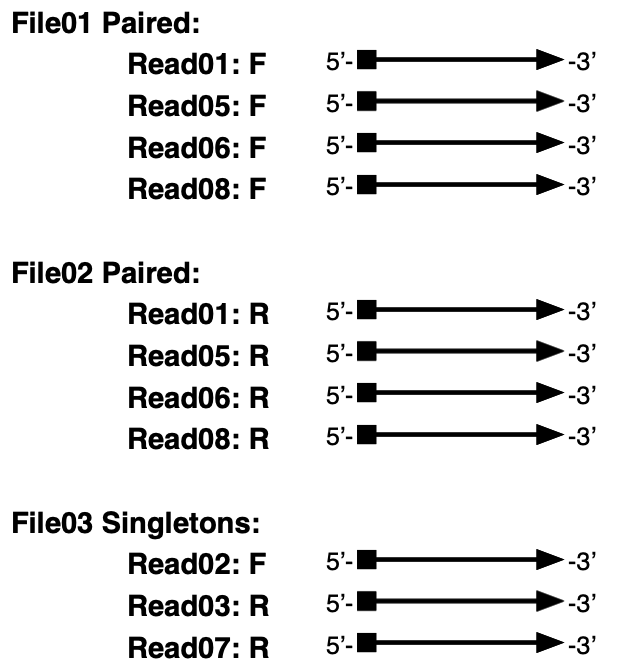 File01 Paired:
Read01: F 5’- -3’
Read05: F 5’- -3’
Read06: F 5’- -3’
Read08: F 5’- -3’
File02 Paired:
Read01: R 5’- -3’
Read05: R 5’- -3’
Read06: R 5’- -3’
Read08: R 5’- -3’
File03 Singletons:
Read02: F 5’- -3’
Read03: R 5’- -3’
Read07: R 5’- -3’